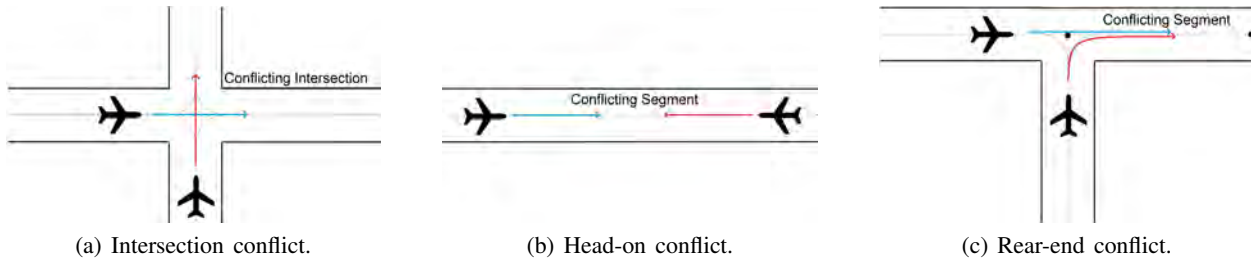 Conflicting Intersection
(a) Intersection conflict.
Conflicting Segment
(b) Head-on conflict.
Conflicting Segment
(c) Rear-end conflict.